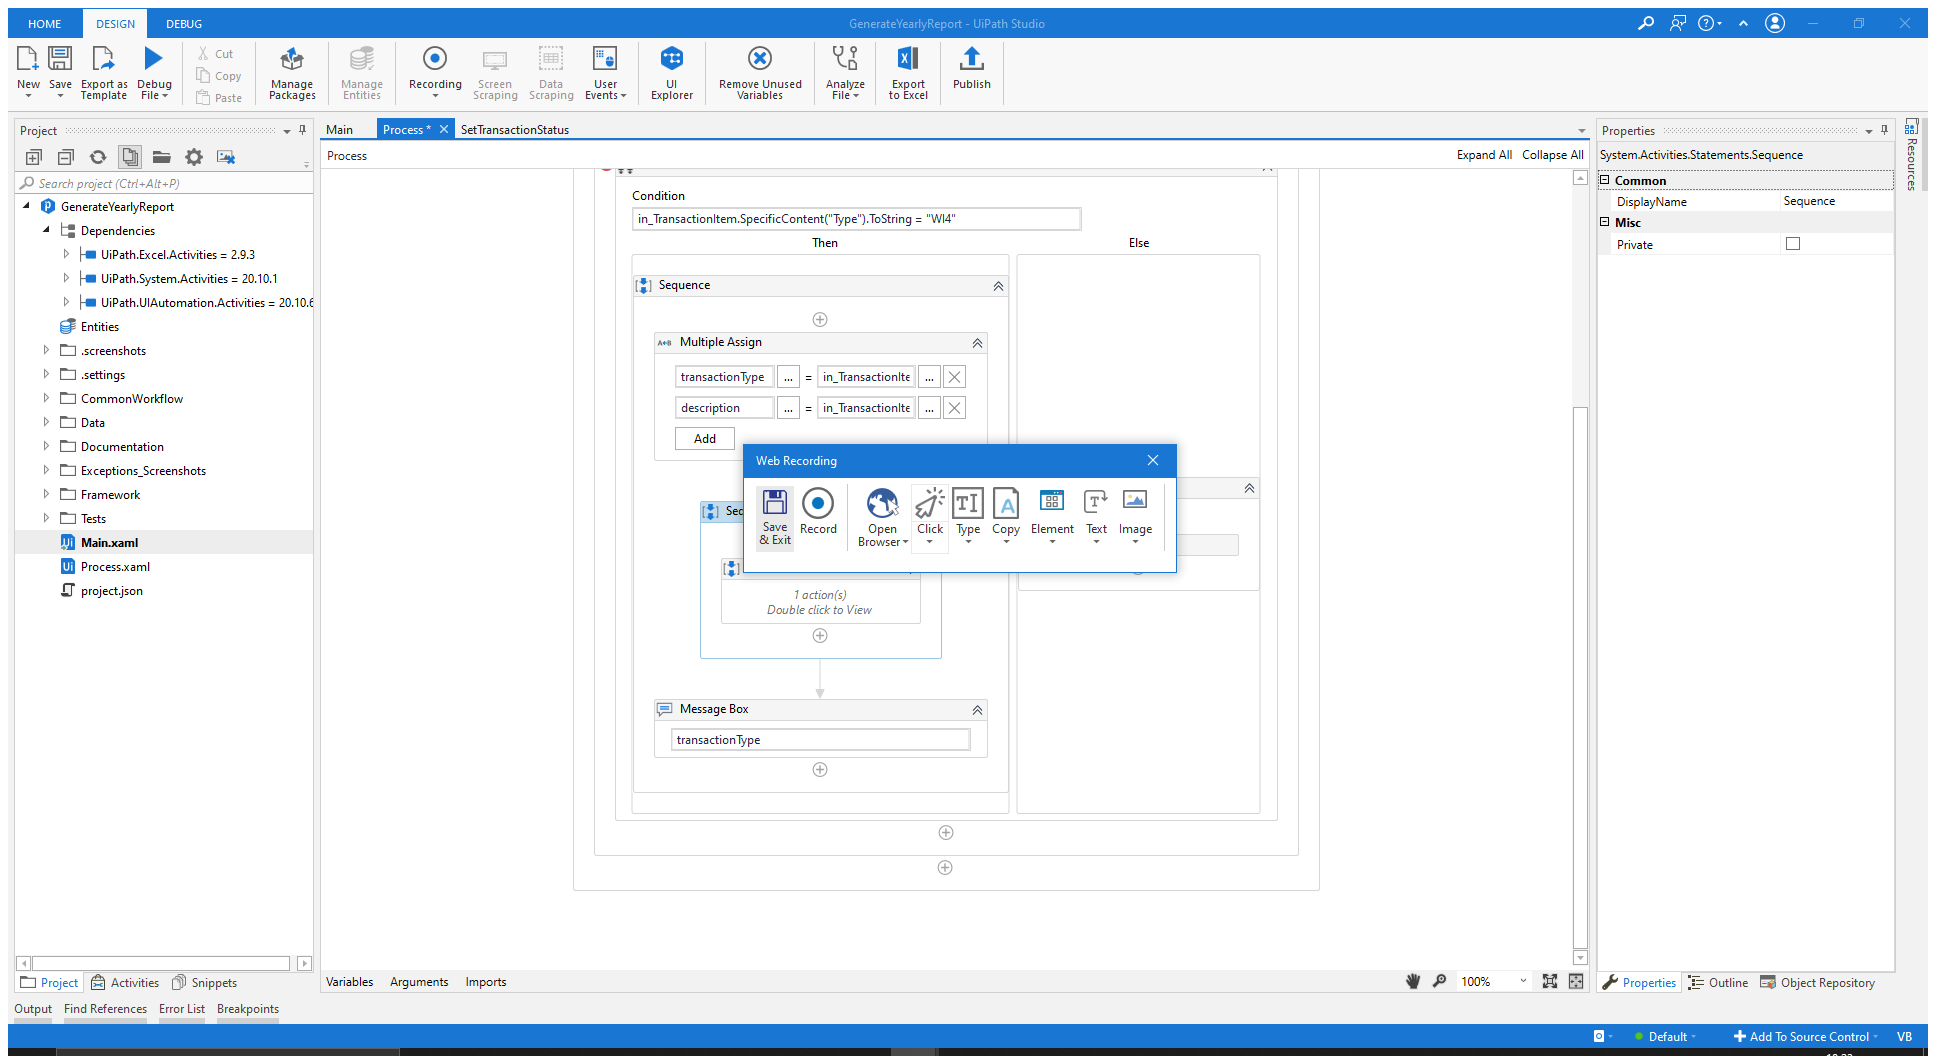 HOME DESIGN DEBUG GenerateYearlyReport - UiPath Studio
New Save Export as Template Debug File Cut Copy Paste Manage Packages Manage Entities Recording Screen Scraping Data Scraping User Events UI Explorer Remove Unused Variables Analyze File Export to Excel Publish
Project
Search project (Ctrl+Alt+P)
GenerateYearlyReport
Dependencies
UiPath.Excel.Activities = 2.9.3
UiPath.System.Activities = 20.10.1
UiPath.UIAutomation.Activities = 20.10.6
Entities
.screenshots
.settings
CommonWorkflow
Data
Documentation
Exceptions_Screenshots
Framework
Tests
Main.xaml
Process.xaml
project.json
Project Activities Snippets
Main Process * SetTransactionStatus
Process Expand All Collapse All
Condition
in_TransactionItem.SpecificContent("Type").ToString = "WI4"
Then Else
Sequence
Multiple Assign
transactionType ... = in_TransactionIte ...
description ... = in_TransactionIte ...
Add
Web Recording
Save & Exit Record Open Browser Click Type Copy Element Text Image
Seq
1 action(s)
Double click to View
Message Box
transactionType
Variables Arguments Imports 100%
Properties
System.Activities.Statements.Sequence
Common
DisplayName Sequence
Misc
Private
Properties Outline Object Repository
Resources
Output Find References Error List Breakpoints
Default Add To Source Control VB